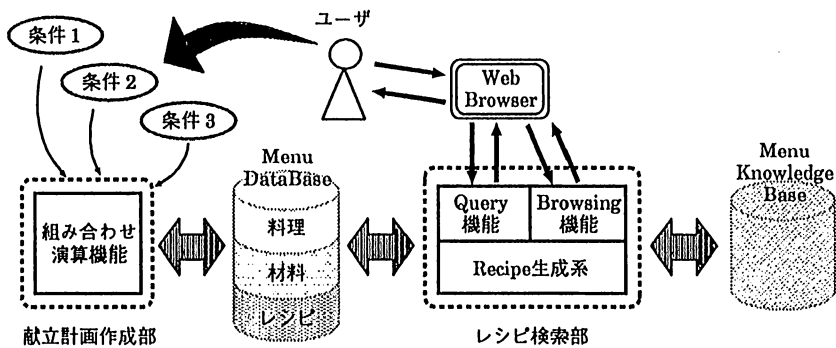 ユーザ
条件1
条件2
条件3
Web
Browser
Menu
DataBase
料理
材料
レシピ
組み合わせ
演算機能
献立計画作成部
Query
機能
Browsing
機能
Recipe生成系
レシピ検索部
Menu
Knowledge
Base